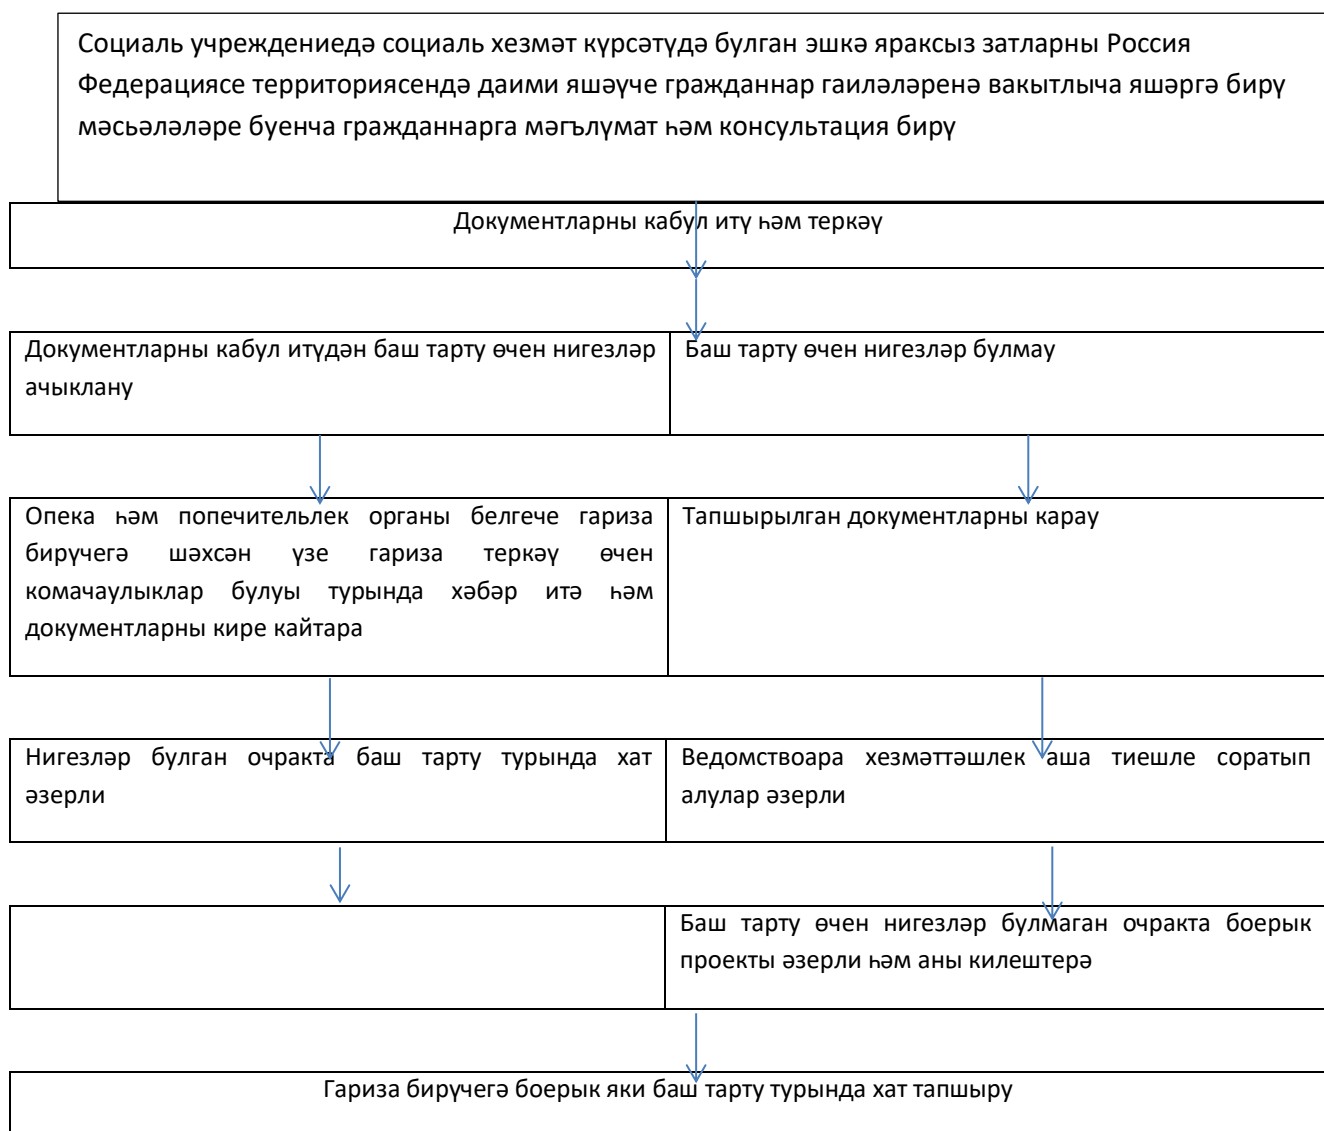 Социаль учреждениедә социаль хезмәт күрсәтүдә булган эшкә яраксыз затларны Россия
Федерациясе территориясендә даими яшәүче гражданнар гаиләләренә вакытлыча яшәргә бирү
мәсьәләләре буенча гражданнарга мәгълүмат һәм консультация бирү
Документларны кабул итү һәм теркәү
Документларны кабул итүдән баш тарту өчен нигезләр
ачыклану
Баш тарту өчен нигезләр булмау
Опека һәм попечительлек органы белгече гариза
бирүчегә шәхсән үзе гариза теркәү өчен
комачаулыклар булуы турында хәбәр итә һәм
документларны кире кайтара
Тапшырылган документларны карау
Нигезләр булган очракта баш тарту турында хат
әзерли
Ведомствоара хезмәттәшлек аша тиешле соратып
алулар әзерли
Баш тарту өчен нигезләр булмаган очракта боерык
проекты әзерли һәм аны килештерә
Гариза бирүчегә боерык яки баш тарту турында хат тапшыру